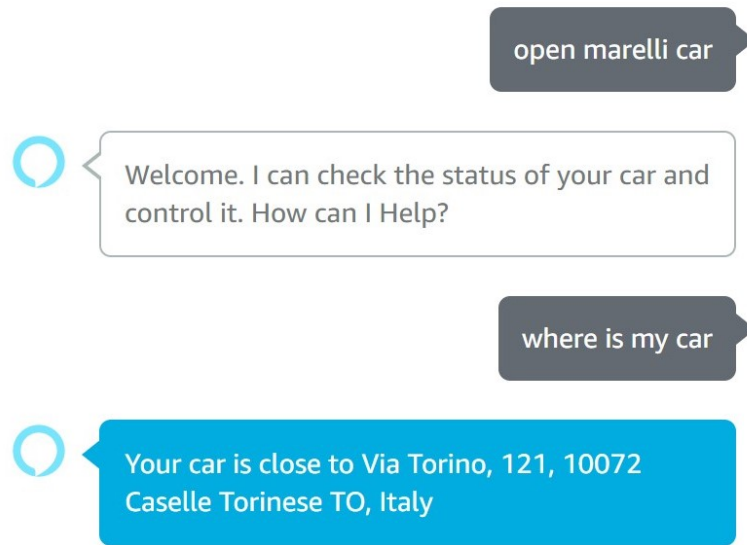 open marelli car
Welcome. I can check the status of your car and
control it. How can I Help?
where is my car
Your car is close to Via Torino, 121, 10072
Caselle Torinese TO, Italy